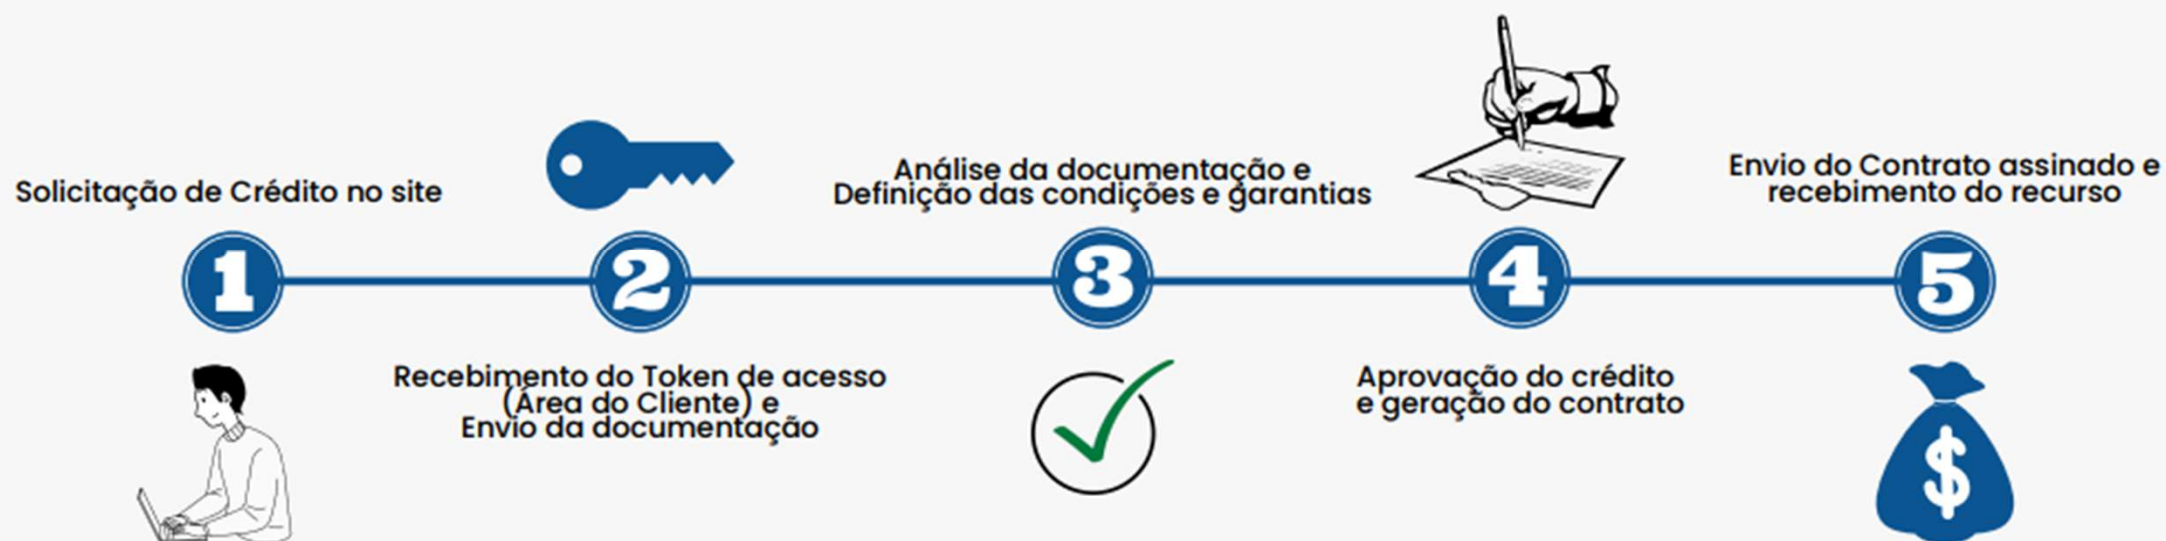 Solicitação de Crédito no site
1
Recebimento do Token de acesso
(Área do Cliente) e
Envio da documentação
2
Análise da documentação e
Definição das condições e garantias
3
Aprovação do crédito
e geração do contrato
4
Envio do Contrato assinado e
recebimento do recurso
5
$